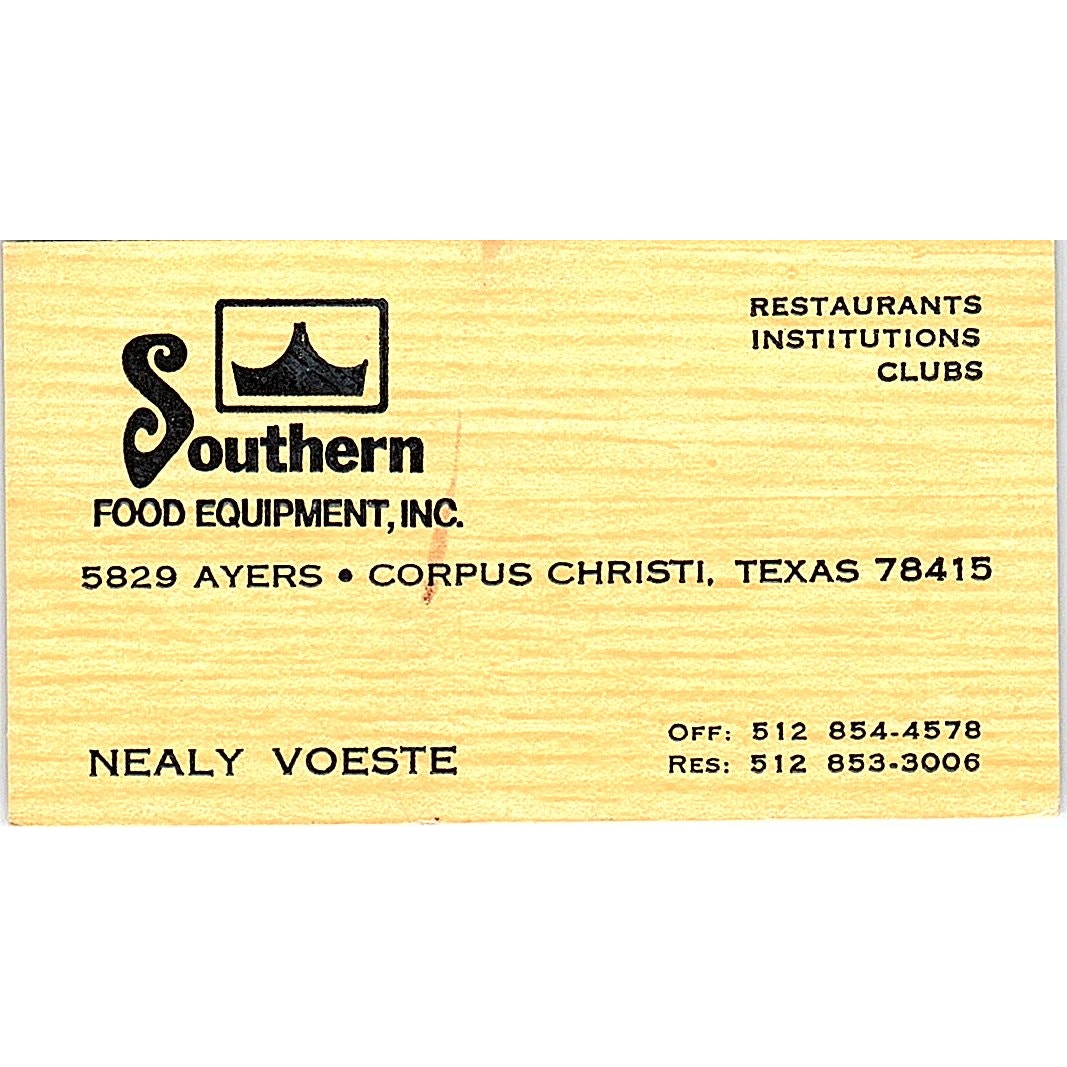 RESTAURANTS
INSTITUTIONS
CLUBS
Southern
FOOD EQUIPMENT, INC.
5829 AYERS • CORPUS CHRISTI, TEXAS 78415
NEALY VOESTE
OFF: 512 854-4578
RES: 512 853-3006